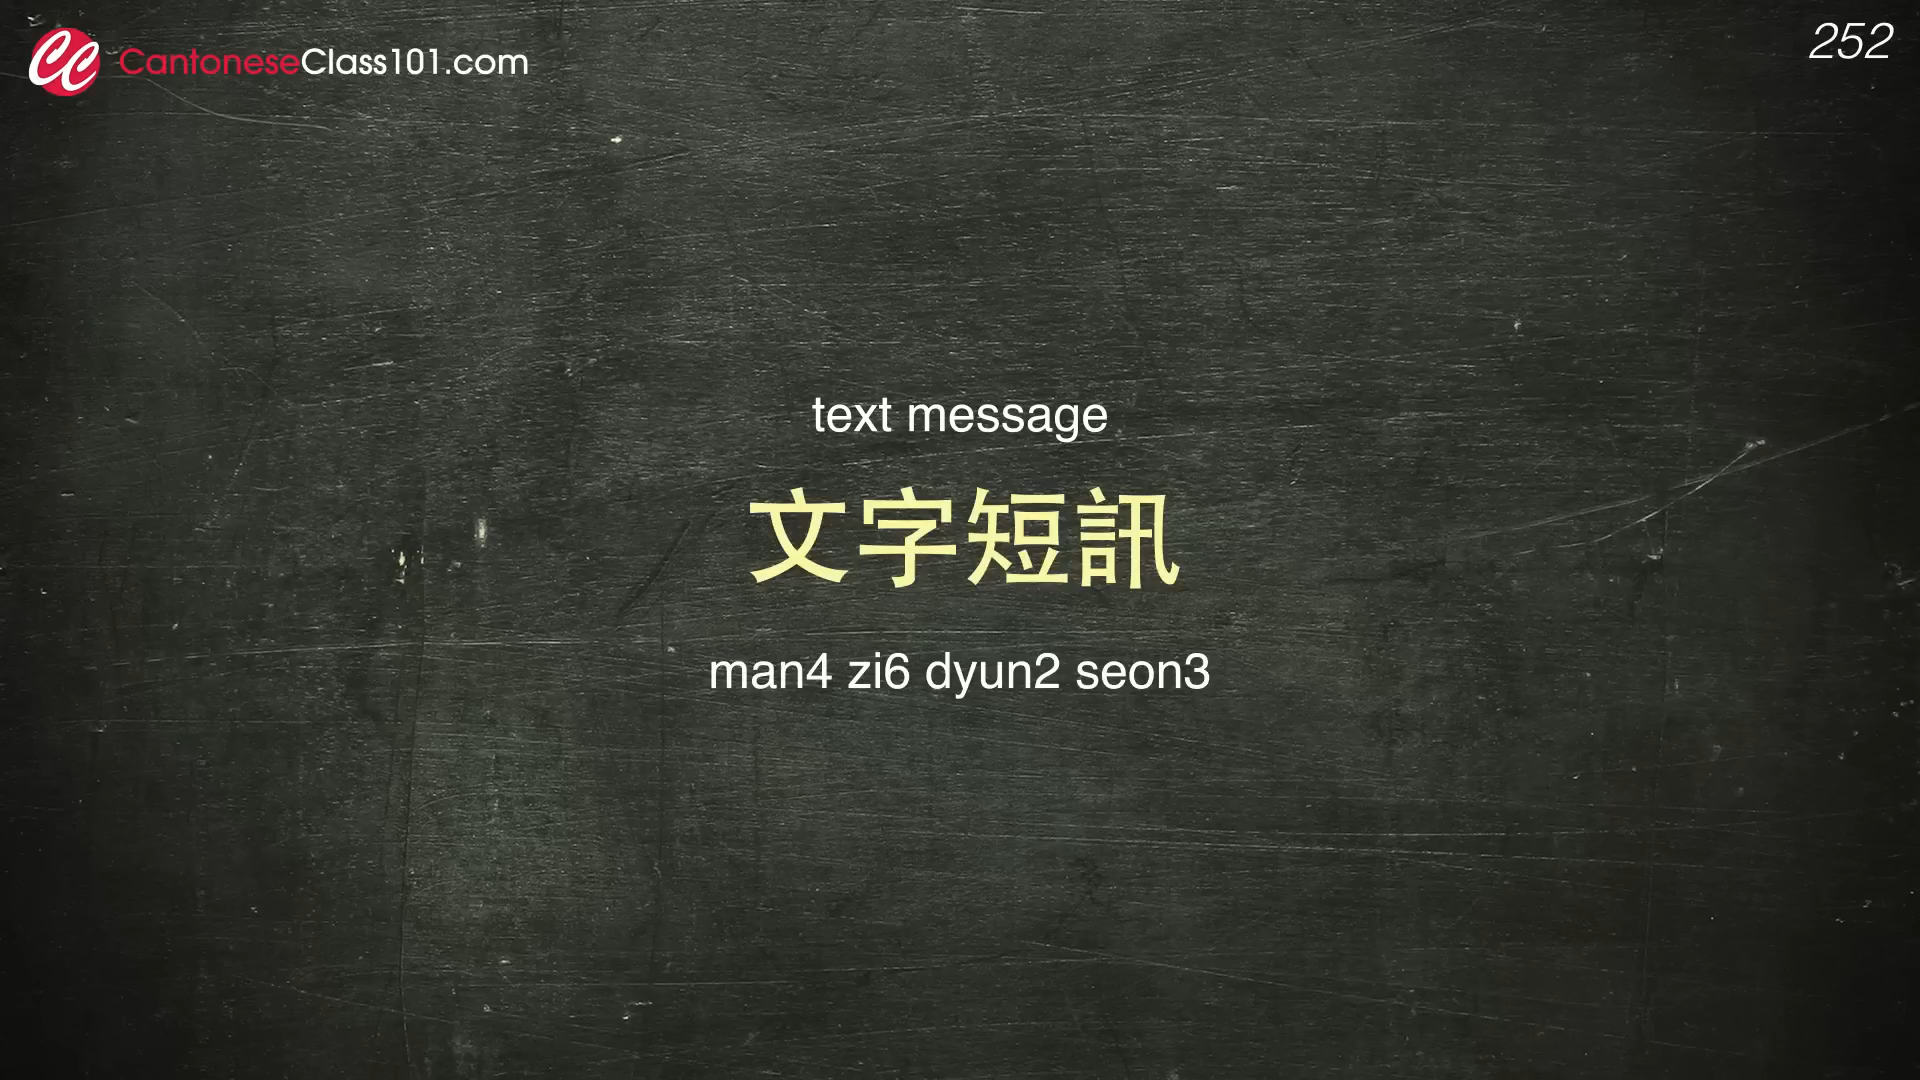 CantoneseClass101.com
252
text message
文字短訊
man4 zi6 dyun2 seon3